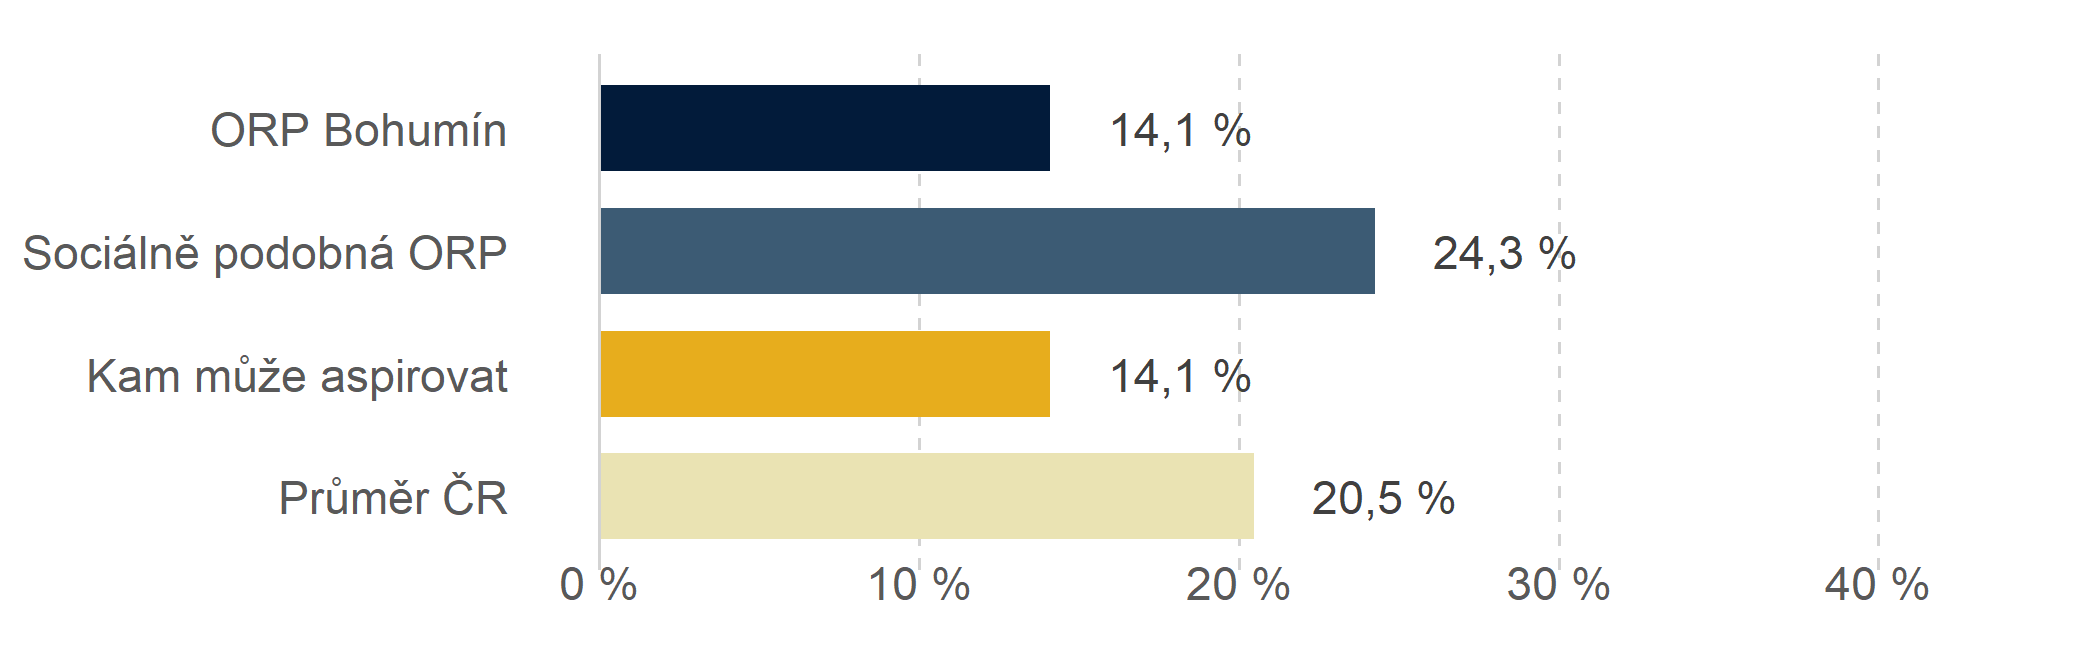 ORP Bohumín 14,1 %
Sociálně podobná ORP 24,3 %
Kam může aspirovat 14,1 %
Průměr ČR 20,5 %
0 % 10 % 20 % 30 % 40 %